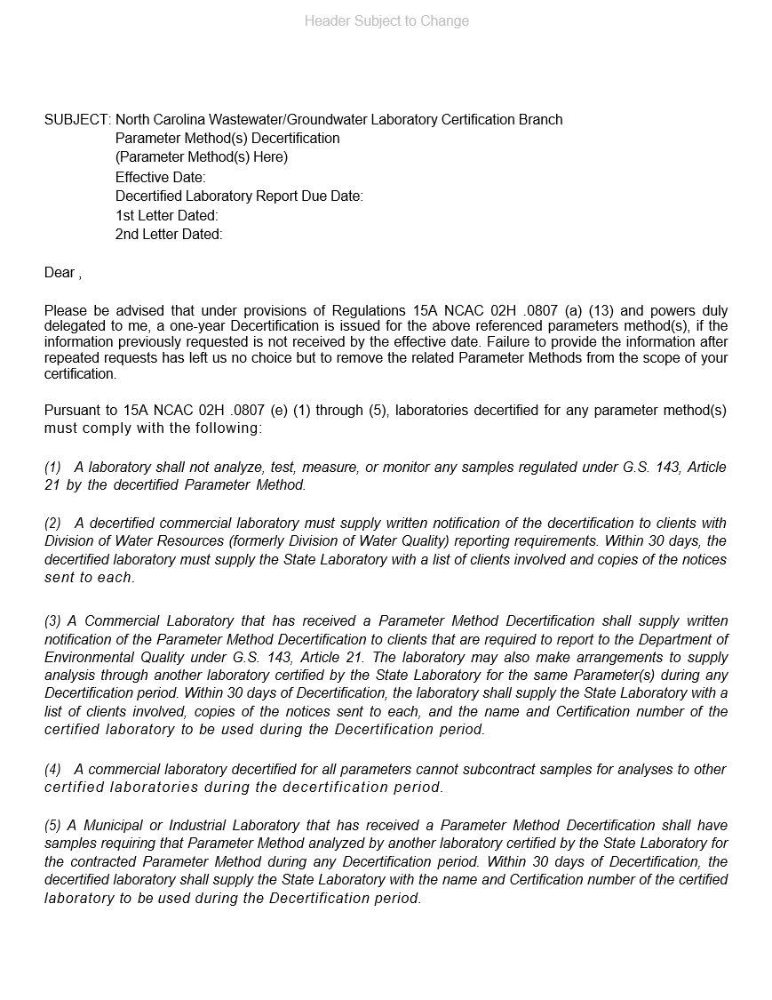 Header Subject to Change
SUBJECT: North Carolina Wastewater/Groundwater Laboratory Certification Branch
Parameter Method(s) Decertification
(Parameter Method(s) Here)
Effective Date:
Decertified Laboratory Report Due Date:
1st Letter Dated:
2nd Letter Dated:
Dear ,
Please be advised that under provisions of Regulations 15A NCAC 02H .0807 (a) (13) and powers duly
delegated to me, a one-year Decertification is issued for the above referenced parameters method(s), if the
information previously requested is not received by the effective date. Failure to provide the information after
repeated requests has left us no choice but to remove the related Parameter Methods from the scope of your
certification.
Pursuant to 15A NCAC 02H .0807 (e) (1) through (5), laboratories decertified for any parameter method(s)
must comply with the following:
(1) A laboratory shall not analyze, test, measure, or monitor any samples regulated under G.S. 143, Article
21 by the decertified Parameter Method.
(2) A decertified commercial laboratory must supply written notification of the decertification to clients with
Division of Water Resources (formerly Division of Water Quality) reporting requirements. Within 30 days, the
decertified laboratory must supply the State Laboratory with a list of clients involved and copies of the notices
sent to each.
(3) A Commercial Laboratory that has received a Parameter Method Decertification shall supply written
notification of the Parameter Method Decertification to clients that are required to report to the Department of
Environmental Quality under G.S. 143, Article 21. The laboratory may also make arrangements to supply
analysis through another laboratory certified by the State Laboratory for the same Parameter(s) during any
Decertification period. Within 30 days of Decertification, the laboratory shall supply the State Laboratory with a
list of clients involved, copies of the notices sent to each, and the name and Certification number of the
certified laboratory to be used during the Decertification period.
(4) A commercial laboratory decertified for all parameters cannot subcontract samples for analyses to other
certified laboratories during the decertification period.
(5) A Municipal or Industrial Laboratory that has received a Parameter Method Decertification shall have
samples requiring that Parameter Method analyzed by another laboratory certified by the State Laboratory for
the contracted Parameter Method during any Decertification period. Within 30 days of Decertification, the
decertified laboratory shall supply the State Laboratory with the name and Certification number of the certified
laboratory to be used during the Decertification period.